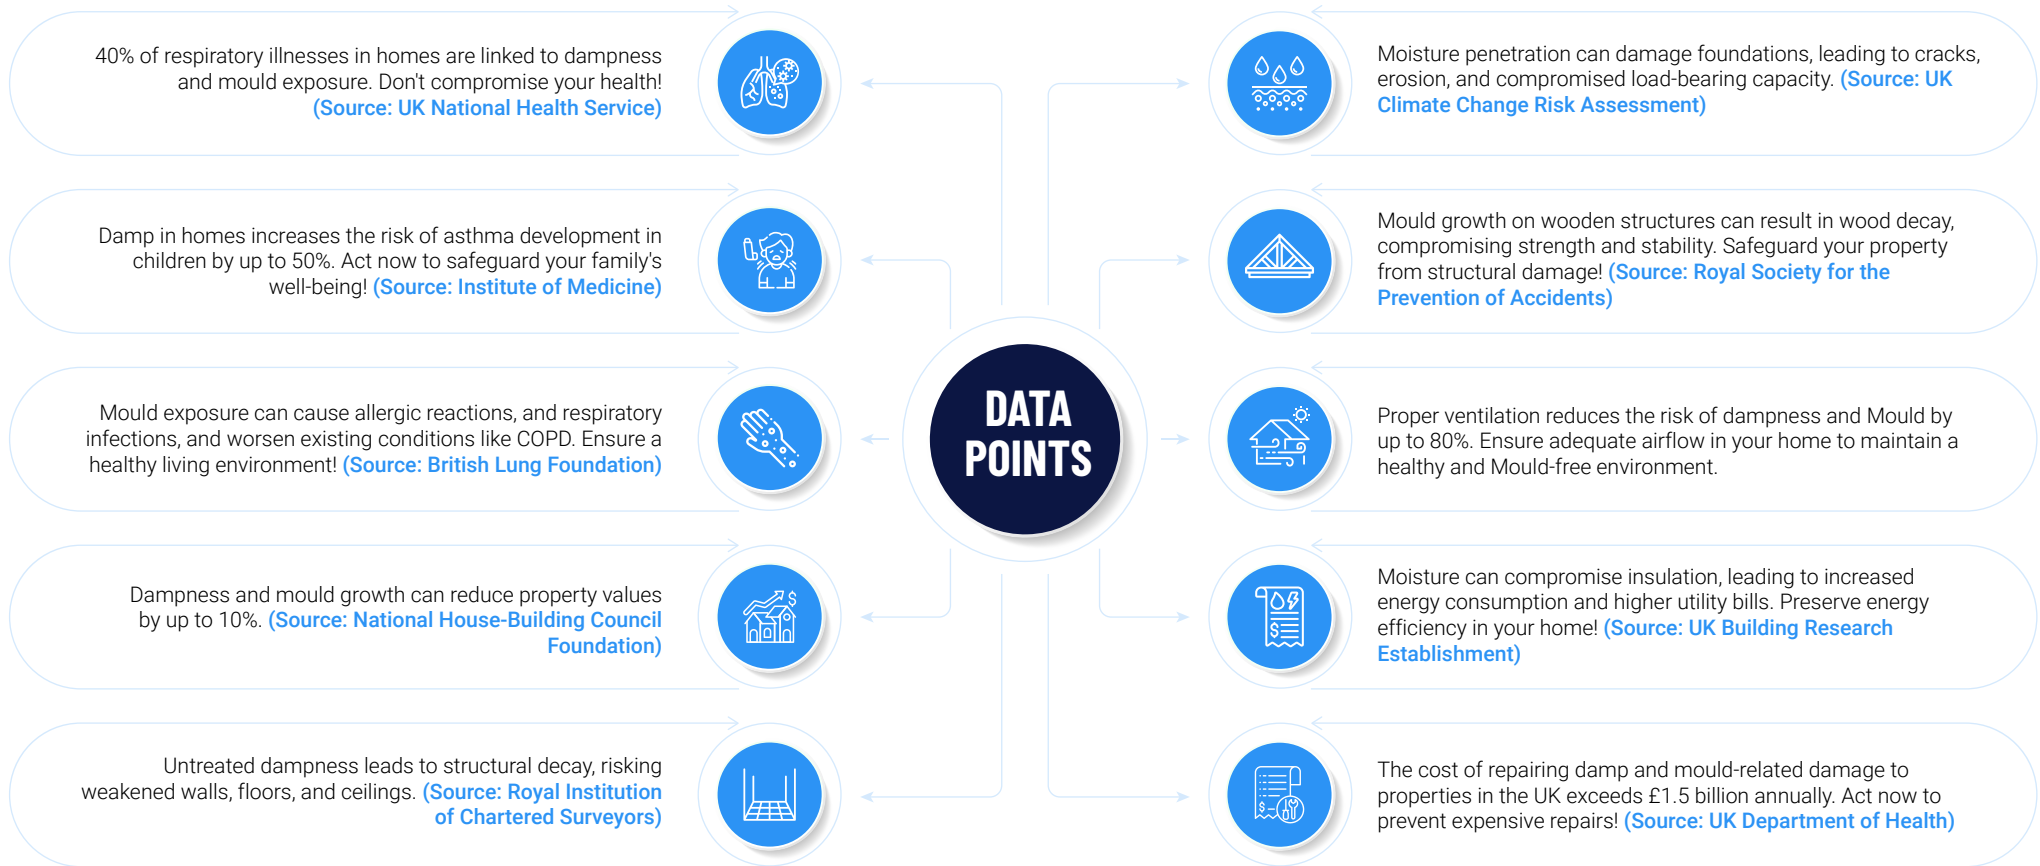 40% of respiratory illnesses in homes are linked to dampness
and mould exposure. Don't compromise your health!
(Source: UK National Health Service)
Damp in homes increases the risk of asthma development in
children by up to 50%. Act now to safeguard your family's
well-being! (Source: Institute of Medicine)
Mould exposure can cause allergic reactions, and respiratory
infections, and worsen existing conditions like COPD. Ensure a
healthy living environment! (Source: British Lung Foundation)
Dampness and mould growth can reduce property values
by up to 10%. (Source: National House-Building Council
Foundation)
Untreated dampness leads to structural decay, risking
weakened walls, floors, and ceilings. (Source: Royal Institution
of Chartered Surveyors)
DATA
POINTS
Moisture penetration can damage foundations, leading to cracks,
erosion, and compromised load-bearing capacity. (Source: UK
Climate Change Risk Assessment)
Mould growth on wooden structures can result in wood decay,
compromising strength and stability. Safeguard your property
from structural damage! (Source: Royal Society for the
Prevention of Accidents)
Proper ventilation reduces the risk of dampness and Mould by
up to 80%. Ensure adequate airflow in your home to maintain a
healthy and Mould-free environment.
Moisture can compromise insulation, leading to increased
energy consumption and higher utility bills. Preserve energy
efficiency in your home! (Source: UK Building Research
Establishment)
The cost of repairing damp and mould-related damage to
properties in the UK exceeds £1.5 billion annually. Act now to
prevent expensive repairs! (Source: UK Department of Health)